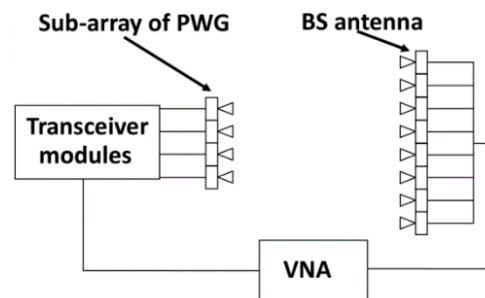 Sub-array of PWG
BS antenna
Transceiver
modules
VNA